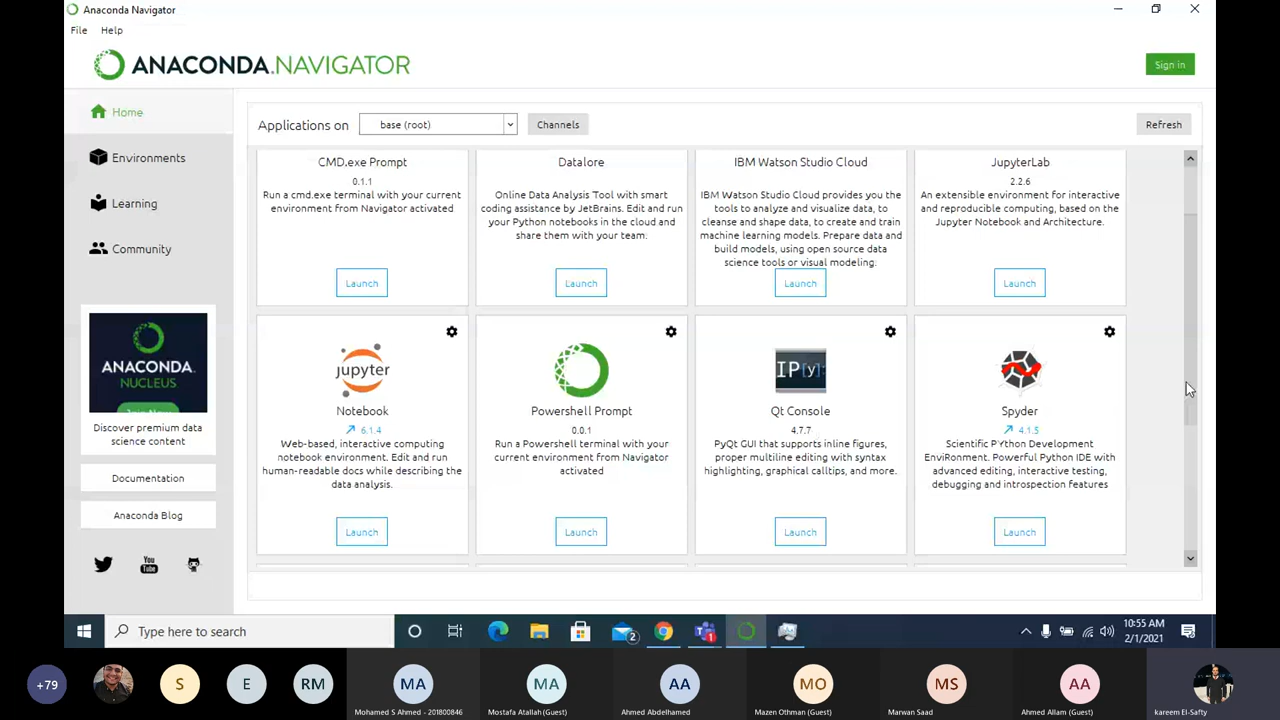 Anaconda Navigator
File Help
ANACONDA.NAVIGATOR
Sign in
Home
Environments
Learning
Community
ANACONDA.
NUCLEUS
Join Now
Discover premium data
science content
Documentation
Anaconda Blog
You
Tube
Applications on
base (root)
Channels
Refresh
CMD.exe Prompt
0.1.1
Run a cmd.exe terminal with your current
environment from Navigator activated
Launch
Datalore
Online Data Analysis Tool with smart
coding assistance by JetBrains. Edit and run
your Python notebooks in the cloud and
share them with your team.
Launch
IBM Watson Studio Cloud
IBM Watson Studio Cloud provides you the
tools to analyze and visualize data, to
cleanse and shape data, to create and train
machine learning models. Prepare data and
build models, using open source data
science tools or visual modeling.
Launch
JupyterLab
2.2.6
An extensible environment for interactive
and reproducible computing, based on the
Jupyter Notebook and Architecture.
Launch
jupyter
Notebook
6.1.4
Web-based, interactive computing
notebook environment. Edit and run
human-readable docs while describing the
data analysis.
Launch
Powershell Prompt
0.0.1
Run a Powershell terminal with your
current environment from Navigator
activated
Launch
IP[y]:
Qt Console
4.7.7
PyQt GUI that supports inline figures,
proper multiline editing with syntax
highlighting, graphical calltips, and more.
Launch
Spyder
4.1.5
Scientific PYthon Development
EnviRonment. Powerful Python IDE with
advanced editing, interactive testing,
debugging and introspection features
Launch
Type here to search
2
1
10:55 AM
2/1/2021
+79
S
E
RM
MA
Mohamed S Ahmed - 201800846
MA
Mostafa Atallah (Guest)
AA
Ahmed Abdelhamed
MO
Mazen Othman (Guest)
MS
Marwan Saad
AA
Ahmed Allam (Guest)
kareem El-Safty